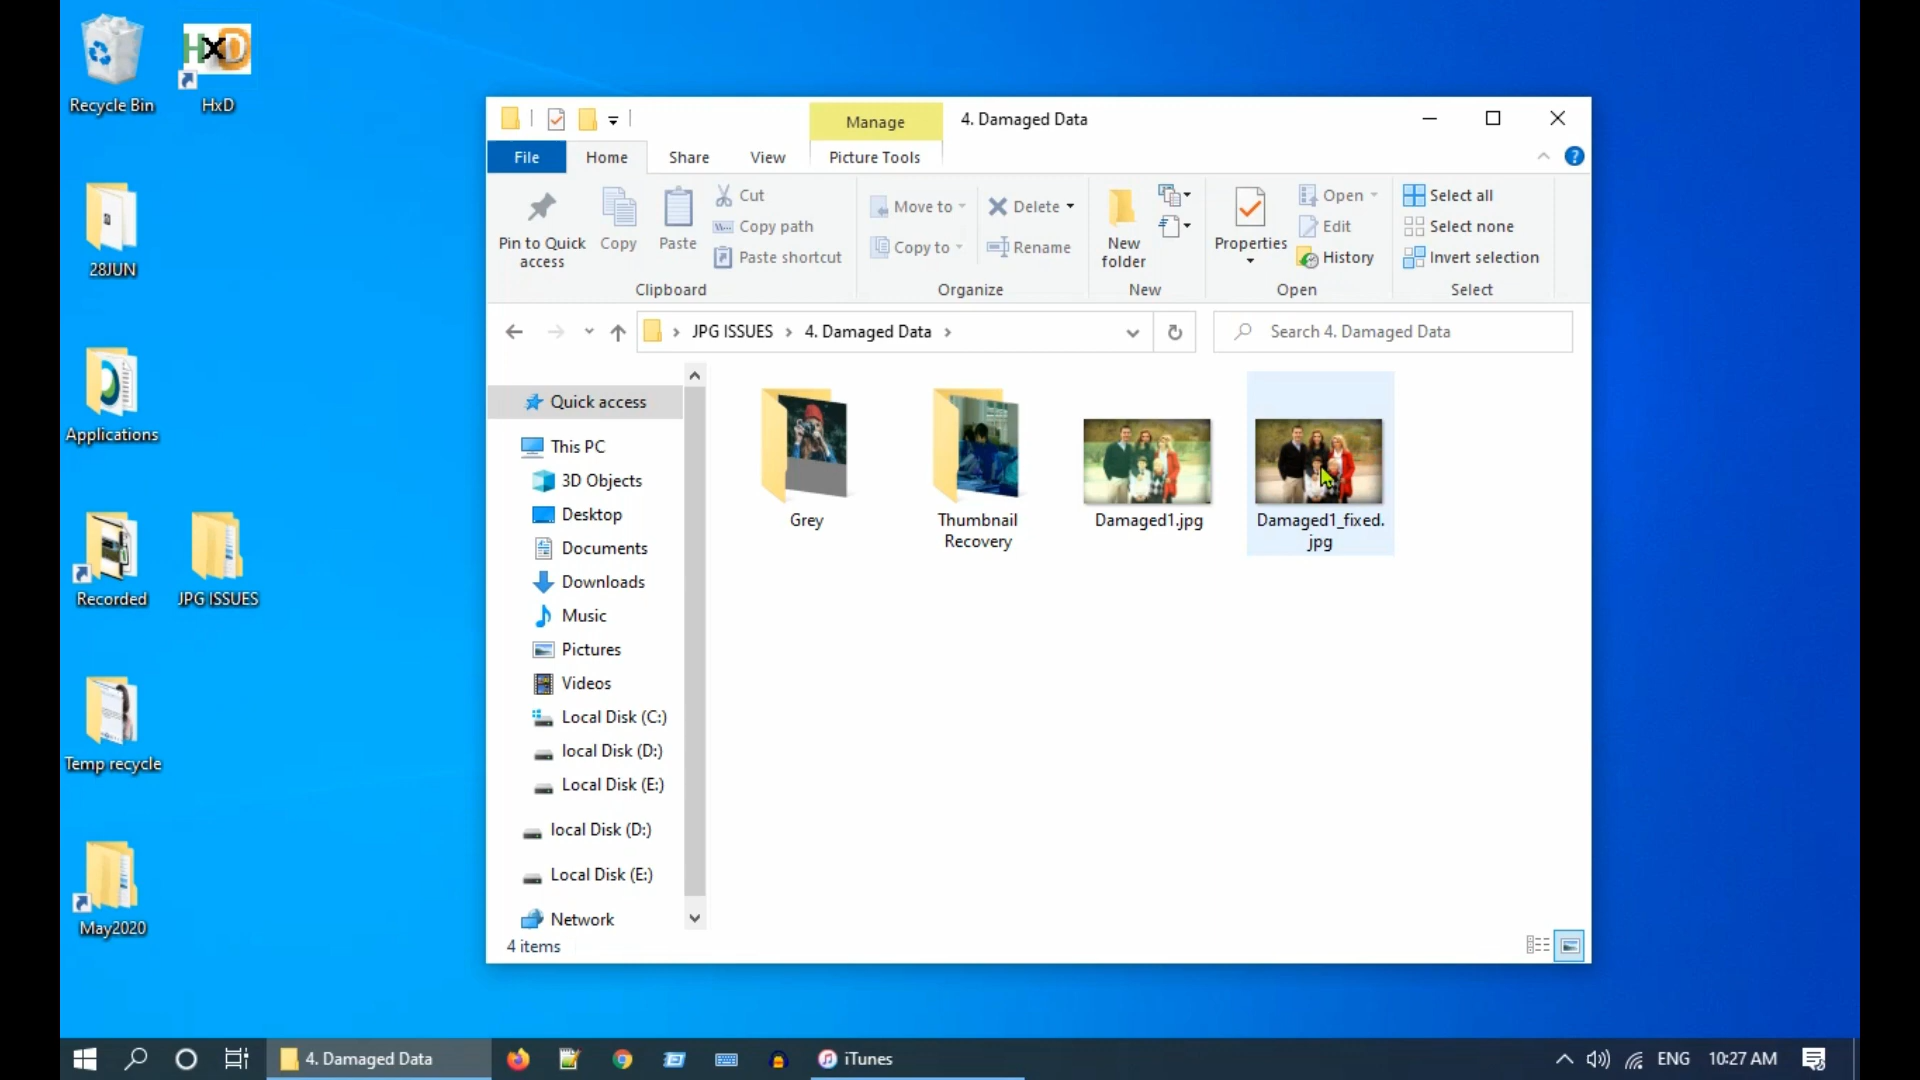 Recycle Bin
HxD
HxD
28JUN
Applications
Recorded
JPG ISSUES
Temp recycle
May2020
Manage
4. Damaged Data
File
Home
Share
View
Picture Tools
?
Pin to Quick
access
Copy
Paste
Cut
Copy path
Paste shortcut
Clipboard
Move to
Copy to
Delete
Rename
Organize
New
folder
New
Properties
Open
Edit
History
Open
Select all
Select none
Invert selection
Select
JPG ISSUES
4. Damaged Data
Search 4. Damaged Data
Quick access
This PC
3D Objects
Desktop
Documents
Downloads
Music
Pictures
Videos
Local Disk (C:)
local Disk (D:)
Local Disk (E:)
local Disk (D:)
Local Disk (E:)
Network
Grey
Thumbnail
Recovery
Damaged1.jpg
Damaged1_fixed.
jpg
4 items
4. Damaged Data
iTunes
ENG
10:27 AM